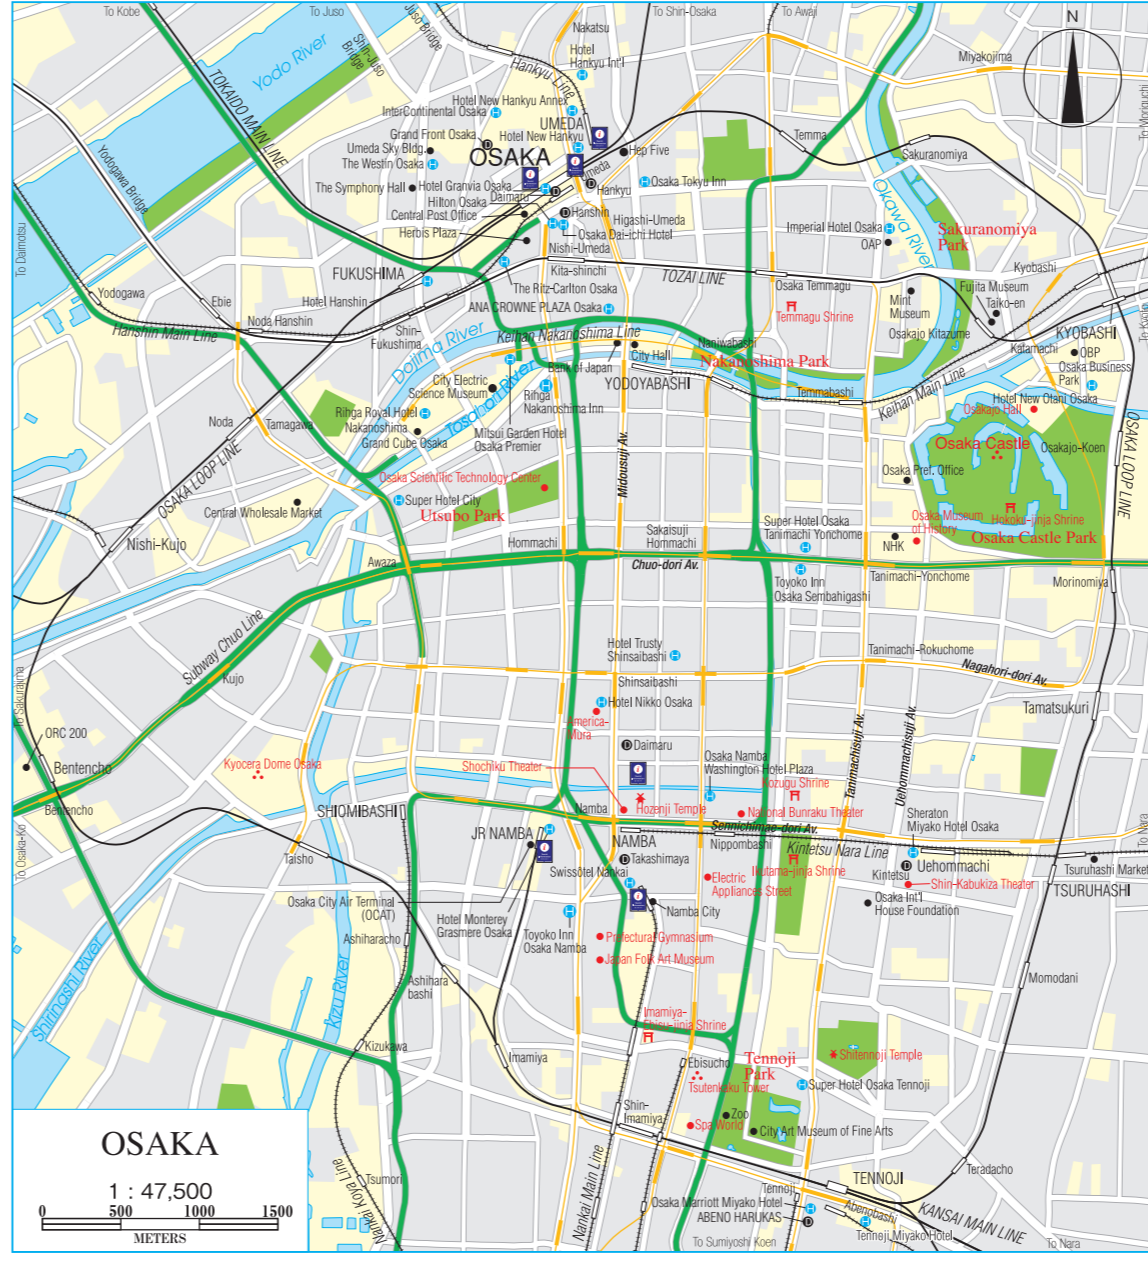 To Kobe
To Juso
Juso Bridge
To Shin-Osaka
To Awaji
N
Nakatsu
Shin-Juso
Bridge
Yodo River
Hankyu Line
Hotel
Hankyu Int'l
Miyakojima
To Moriguchi
TOKAIDO MAIN LINE
Hotel New Hankyu Annex
InterContinental Osaka
UMEDA
Grand Front Osaka
Hotel New Hankyu
Umeda Sky Bldg.
OSAKA
Hep Five
Temma
Sakuranomiya
The Westin Osaka
Umeda
Yodogawa Bridge
The Symphony Hall
Hotel Granvia Osaka
Hankyu
Osaka Tokyu Inn
Hilton Osaka
Daimaru
Central Post Office
Hanshin
Higashi-Umeda
Okawa River
Herbis Plaza
Osaka Dai-ichi Hotel
Imperial Hotel Osaka
OAP
Sakuranomiya
Park
To Daimotsu
Nishi-Umeda
FUKUSHIMA
Kita-shinchi
TOZAI LINE
Kyobashi
Yodogawa
Ebie
Hotel Hanshin
The Ritz-Carlton Osaka
Osaka Temmagu
Fujita Museum
Mint
Museum
Taiko-en
ANA CROWNE PLAZA Osaka
Temmagu Shrine
To Kyoto
Hanshin Main Line
Noda Hanshin
Shin-
Fukushima
Dojima River
Keihan Nakanoshima Line
Naniwabashi
Osakajo Kitazume
KYOBASHI
Katamachi
OBP
City Hall
Bank of Japan
Nakanoshima Park
Osaka Business
Park
YODOYABASHI
City Electric
Science Museum
Tosabori River
Rihga
Nakanoshima Inn
Temmabashi
Keihan Main Line
Hotel New Otani Osaka
Osakajo Hall
Rihga Royal Hotel
Nakanoshima
Grand Cube Osaka
Mitsui Garden Hotel
Osaka Premier
Noda
Tamagawa
Midousuji Av.
Osaka Castle
Osakajo-Koen
OSAKA LOOP LINE
OSAKA LOOP LINE
Osaka Scientific Technology Center
Osaka Pref. Office
Central Wholesale Market
Super Hotel City
Utsubo Park
Hokoku-jinja Shrine
Osaka Museum
of History
Osaka Castle Park
Nishi-Kujo
Hommachi
Sakaisuji
Hommachi
Super Hotel Osaka
Tanimachi Yonchome
NHK
Awaza
Chuo-dori Av.
Toyoko Inn
Osaka Sembahigashi
Tanimachi-Yonchome
Morinomiya
Subway Chuo Line
Hotel Trusty
Shinsaibashi
Tanimachi-Rokuchome
Nagahori-dori Av.
To Sakurajima
Kujo
Shinsaibashi
Hotel Nikko Osaka
America-
Mura
Tamatsukuri
ORC 200
Daimaru
Tanimachisuji Av.
Uehommachisuji Av.
Bentencho
Kyocera Dome Osaka
Shochiku Theater
Osaka Namba
Washington Hotel Plaza
Kozugu Shrine
Bentencho
SHIOMIBASHI
Namba
Hozenji Temple
National Bunraku Theater
Sheraton
Miyako Hotel Osaka
To Nara
To Osaka-Ko
Taisho
JR NAMBA
NAMBA
Sennichimae-dori Av.
Nippombashi
Kintetsu Nara Line
Takashimaya
Swissôtel Nankai
Ikutama-jinja Shrine
Kintetsu
Uehommachi
Tsuruhashi Market
Electric
Appliances Street
Shin-Kabukiza Theater
TSURUHASHI
Osaka City Air Terminal
(OCAT)
Hotel Monterey
Grasmere Osaka
Namba City
Osaka Int'l
House Foundation
Toyoko Inn
Osaka Namba
Prefectural Gymnasium
Ashiharacho
Japan Folk Art Museum
Shirinashi River
Kizu River
Ashihara
bashi
Momodani
Imamiya-
Ebisu-jinja Shrine
Kizukawa
Imamiya
Ebisucho
Tennoji
Park
Shitennoji Temple
Tsutenkaku Tower
Super Hotel Osaka Tennoji
Shin-
Imamiya
Zoo
Spa World
City Art Museum of Fine Arts
OSAKA
1 : 47,500
0 500 1000 1500
METERS
Nankai Koya Line
Tsumori
Nankai Main Line
Teradacho
TENNOJI
Tennoji
Osaka Marriott Miyako Hotel
ABENO HARUKAS
Abenobashi
KANSAI MAIN LINE
Tennoji Miyako Hotel
To Sumiyoshi Koen
To Nara